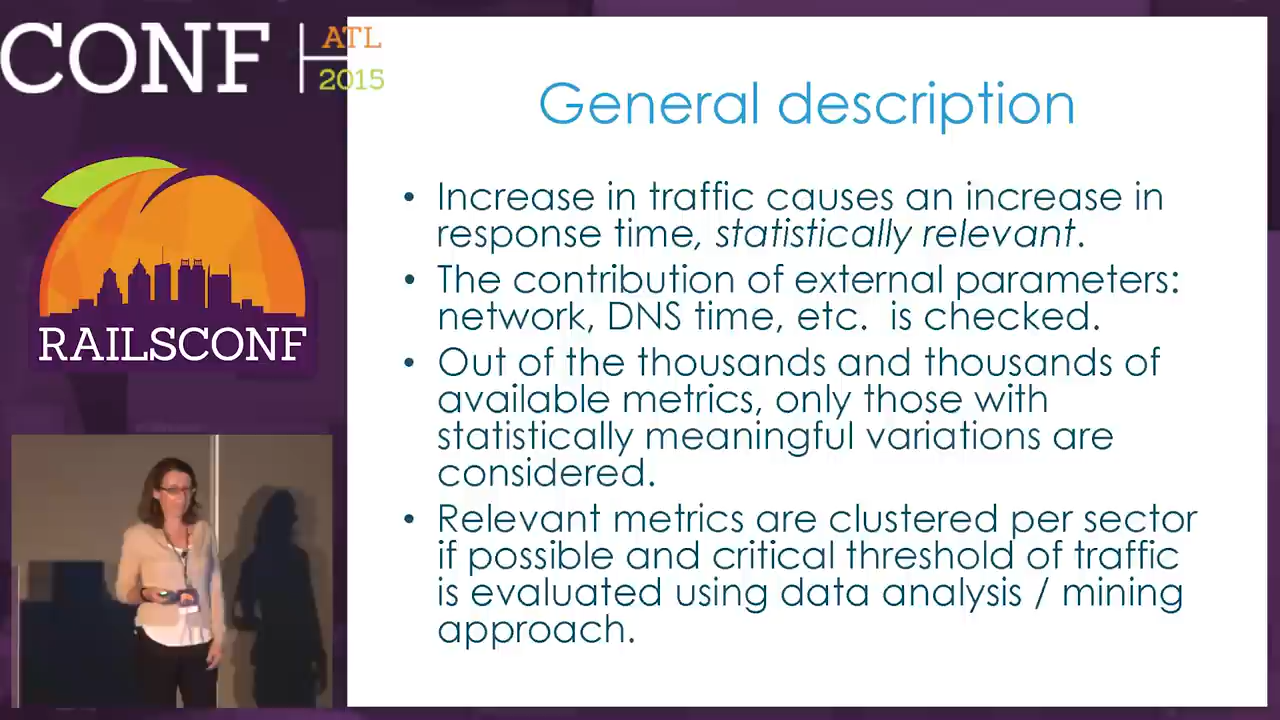 CONF
ATL
2015
RAILSCONF
General description
• Increase in traffic causes an increase in
response time, statistically relevant.
• The contribution of external parameters:
network, DNS time, etc. is checked.
• Out of the thousands and thousands of
available metrics, only those with
statistically meaningful variations are
considered.
• Relevant metrics are clustered per sector
if possible and critical threshold of traffic
is evaluated using data analysis / mining
approach.